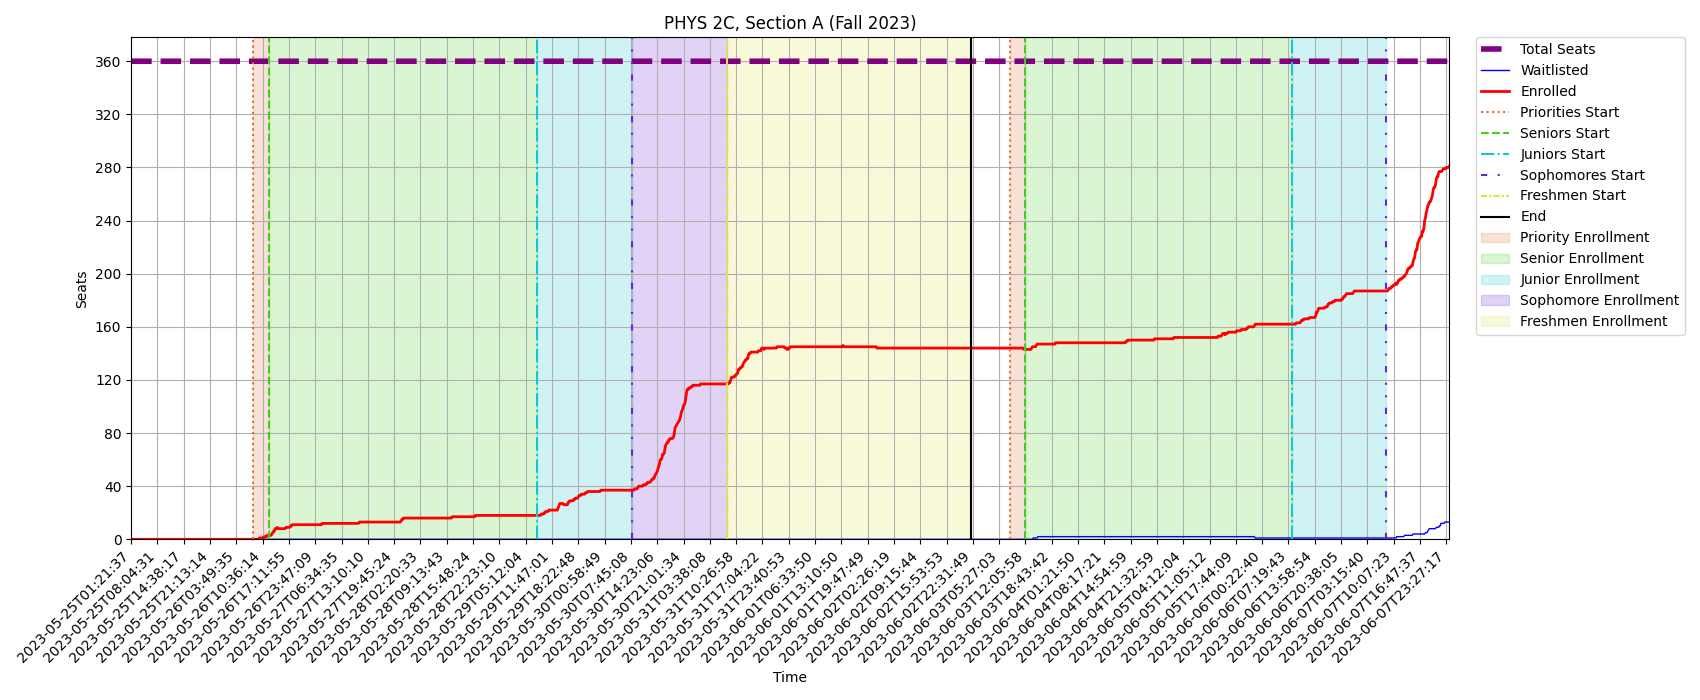 PHYS 2C, Section A (Fall 2023)
Seats
360
320
280
240
200
160
120
80
40
0
2023-05-25T01:21:37
2023-05-25T08:04:31
2023-05-25T14:38:17
2023-05-25T21:13:14
2023-05-26T03:49:35
2023-05-26T10:36:14
2023-05-26T17:11:55
2023-05-26T23:47:09
2023-05-27T06:34:35
2023-05-27T13:10:10
2023-05-27T19:45:24
2023-05-28T02:20:33
2023-05-28T09:13:43
2023-05-28T15:48:24
2023-05-28T22:23:10
2023-05-29T05:12:04
2023-05-29T11:47:01
2023-05-29T18:22:48
2023-05-30T00:58:49
2023-05-30T07:45:08
2023-05-30T14:23:06
2023-05-30T21:01:34
2023-05-31T03:38:08
2023-05-31T10:26:58
2023-05-31T17:04:22
2023-05-31T23:40:53
2023-06-01T06:33:50
2023-06-01T13:10:50
2023-06-01T19:47:49
2023-06-02T02:26:19
2023-06-02T09:15:44
2023-06-02T15:53:53
2023-06-02T22:31:49
2023-06-03T05:27:03
2023-06-03T12:05:58
2023-06-03T18:43:42
2023-06-04T01:21:50
2023-06-04T08:17:21
2023-06-04T14:54:59
2023-06-04T21:32:59
2023-06-05T04:12:04
2023-06-05T11:05:12
2023-06-05T17:44:09
2023-06-06T00:22:40
2023-06-06T07:19:43
2023-06-06T13:58:54
2023-06-06T20:38:05
2023-06-07T03:15:40
2023-06-07T10:07:23
2023-06-07T16:47:37
2023-06-07T23:27:17
Time
Total Seats
Waitlisted
Enrolled
Priorities Start
Seniors Start
Juniors Start
Sophomores Start
Freshmen Start
End
Priority Enrollment
Senior Enrollment
Junior Enrollment
Sophomore Enrollment
Freshmen Enrollment